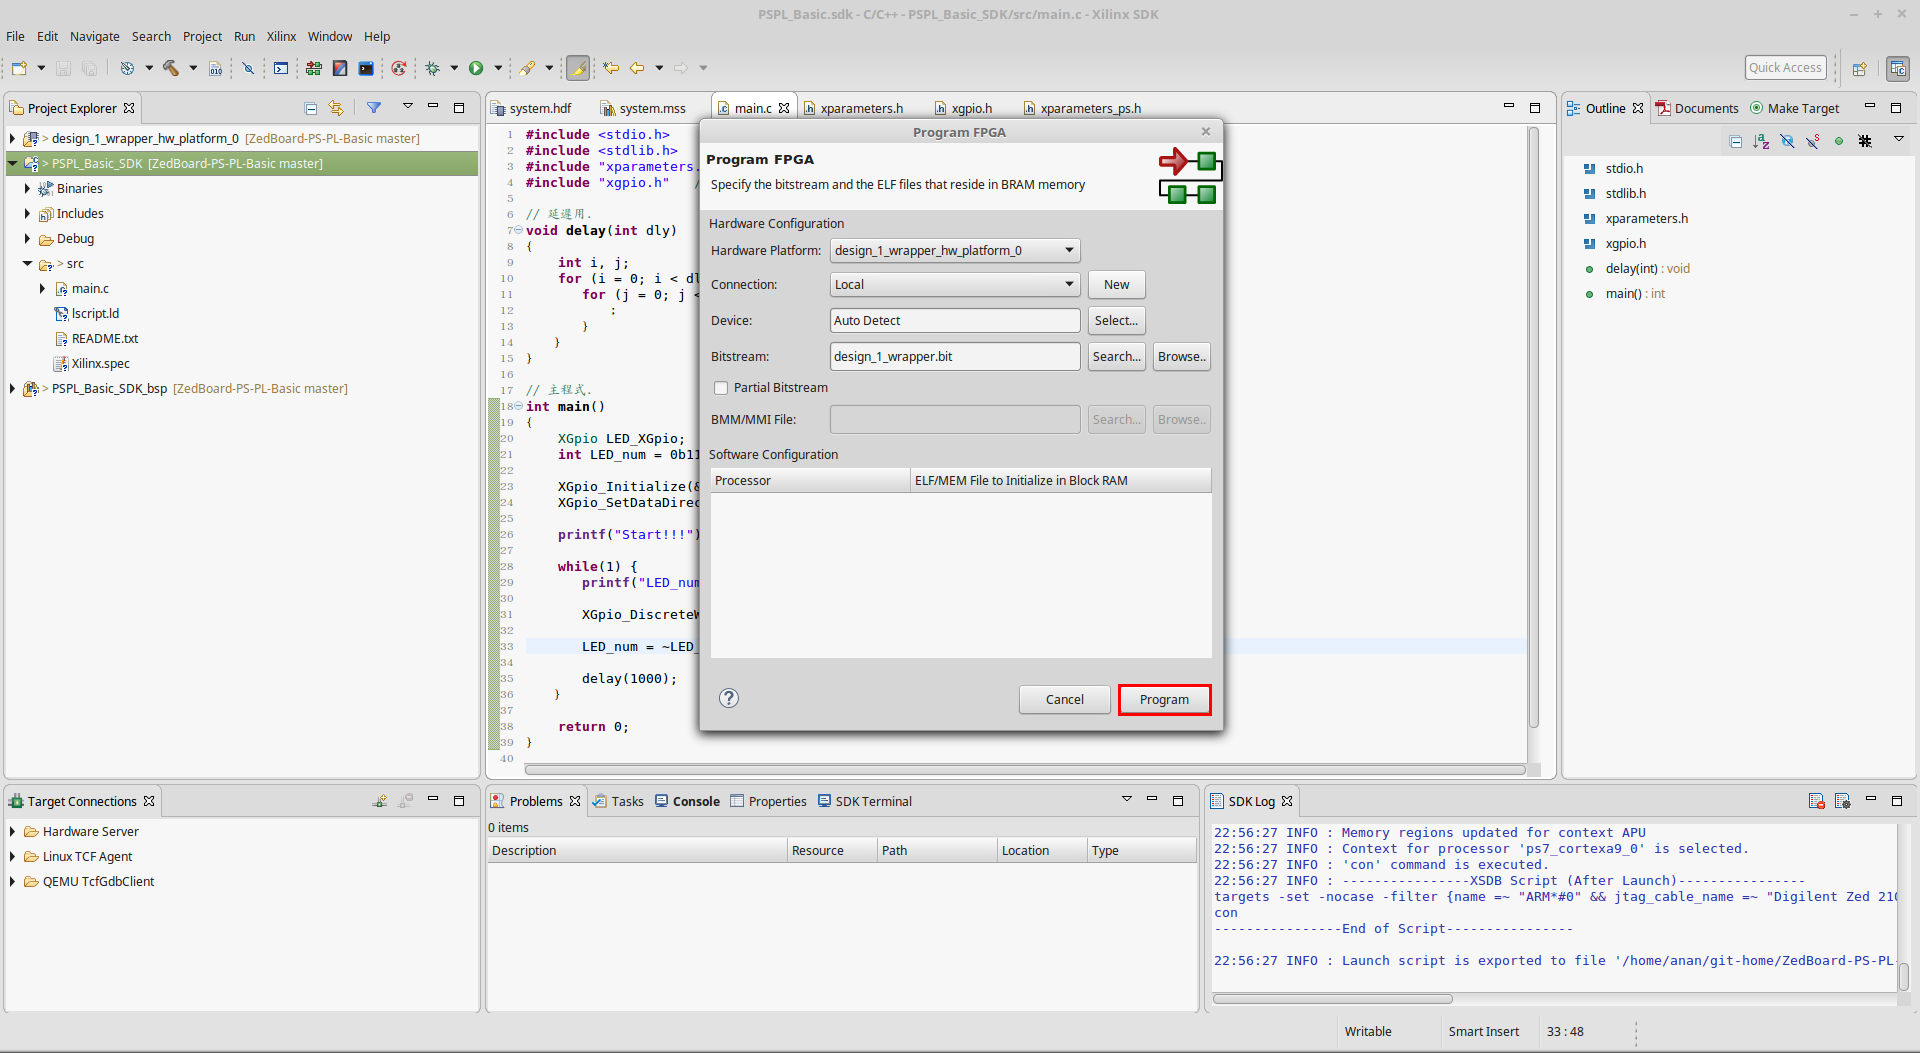 PSPL_Basic.sdk - C/C++ - PSPL_Basic_SDK/src/main.c - Xilinx SDK
File Edit Navigate Search Project Run Xilinx Window Help
Quick Access
Project Explorer
> design_1_wrapper_hw_platform_0 [ZedBoard-PS-PL-Basic master]
> PSPL_Basic_SDK [ZedBoard-PS-PL-Basic master]
Binaries
Includes
Debug
> src
main.c
lscript.ld
README.txt
Xilinx.spec
> PSPL_Basic_SDK_bsp [ZedBoard-PS-PL-Basic master]
system.hdf system.mss main.c xparameters.h xgpio.h xparameters_ps.h
1 #include <stdio.h>
2 #include <stdlib.h>
3 #include "xparameters.
4 #include "xgpio.h" /
5
6 // 延遲用.
7 void delay(int dly)
8 {
9 int i, j;
10 for (i = 0; i < dl
11 for (j = 0; j <
12 ;
13 }
14 }
15 }
16
17 // 主程式.
18 int main()
19 {
20 XGpio LED_XGpio;
21 int LED_num = 0b11
22
23 XGpio_Initialize(&
24 XGpio_SetDataDirec
25
26 printf("Start!!!")
27
28 while(1) {
29 printf("LED_num
30
31 XGpio_DiscreteW
32
33 LED_num = ~LED_
34
35 delay(1000);
36 }
37
38 return 0;
39 }
40
Program FPGA
Program FPGA
Specify the bitstream and the ELF files that reside in BRAM memory
Hardware Configuration
Hardware Platform: design_1_wrapper_hw_platform_0
Connection: Local New
Device: Auto Detect Select...
Bitstream: design_1_wrapper.bit Search... Browse..
Partial Bitstream
BMM/MMI File: Search... Browse..
Software Configuration
Processor ELF/MEM File to Initialize in Block RAM
? Cancel Program
Outline Documents Make Target
stdio.h
stdlib.h
xparameters.h
xgpio.h
delay(int) : void
main() : int
Target Connections
Hardware Server
Linux TCF Agent
QEMU TcfGdbClient
Problems Tasks Console Properties SDK Terminal
0 items
Description Resource Path Location Type
SDK Log
22:56:27 INFO : Memory regions updated for context APU
22:56:27 INFO : Context for processor 'ps7_cortexa9_0' is selected.
22:56:27 INFO : 'con' command is executed.
22:56:27 INFO : ----------------XSDB Script (After Launch)----------------
targets -set -nocase -filter {name =~ "ARM*#0" && jtag_cable_name =~ "Digilent Zed 210
con
----------------End of Script----------------
22:56:27 INFO : Launch script is exported to file '/home/anan/git-home/ZedBoard-PS-PL-
Writable Smart Insert 33 : 48